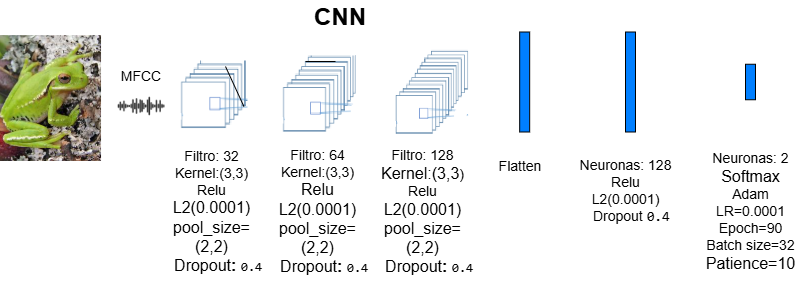 CNN
MFCC
Filtro: 32
Kernel:(3,3)
Relu
L2(0.0001)
pool_size=
(2,2)
Dropout: 0.4
Filtro: 64
Kernel:(3,3)
Relu
L2(0.0001)
pool_size=
(2,2)
Dropout: 0.4
Filtro: 128
Kernel:(3,3)
Relu
L2(0.0001)
pool_size=
(2,2)
Dropout: 0.4
Flatten
Neuronas: 128
Relu
L2(0.0001)
Dropout 0.4
Neuronas: 2
Softmax
Adam
LR=0.0001
Epoch=90
Batch size=32
Patience=10